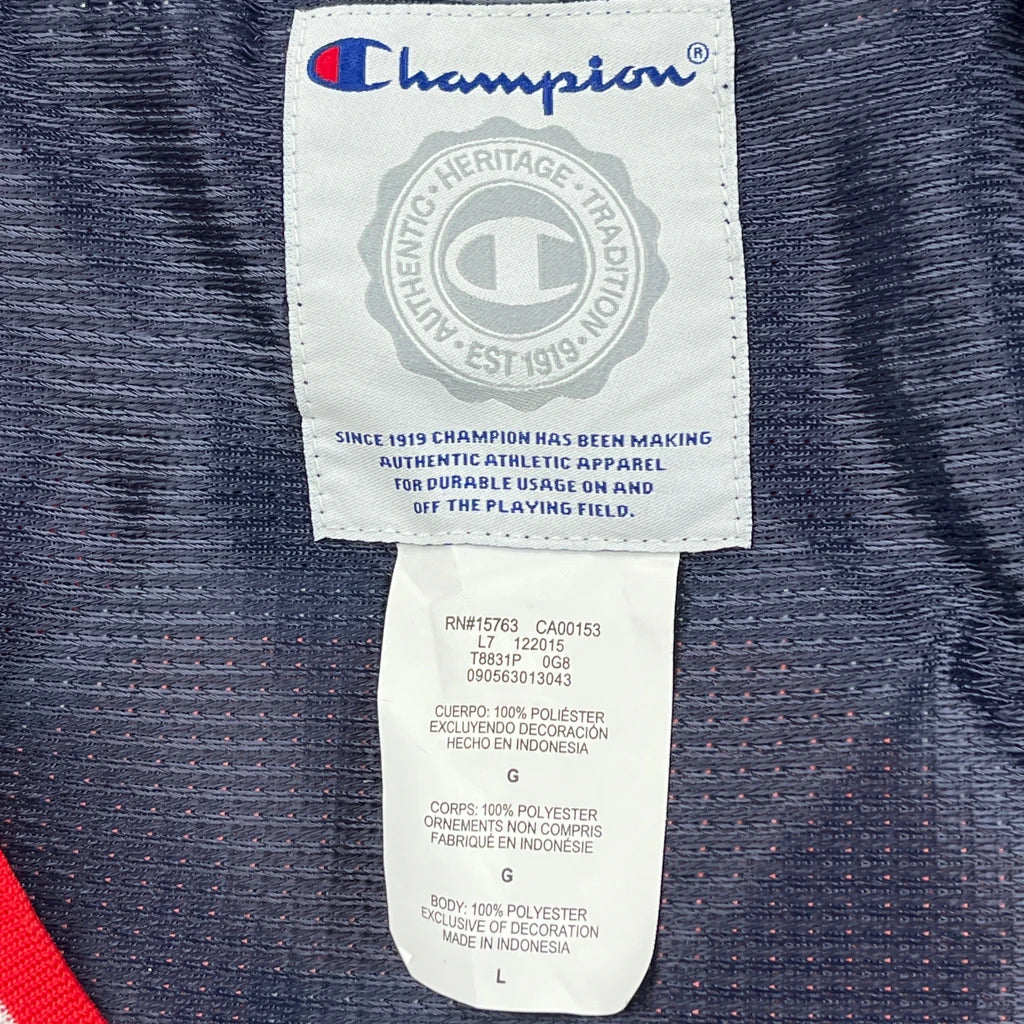 Champion®
AUTHENTIC · HERITAGE · TRADITION ·
EST 1919 ·
SINCE 1919 CHAMPION HAS BEEN MAKING
AUTHENTIC ATHLETIC APPAREL
FOR DURABLE USAGE ON AND
OFF THE PLAYING FIELD.
RN#15763 CA00153
L7 122015
T8831P 0G8
090563013043
CUERPO: 100% POLIÉSTER
EXCLUYENDO DECORACIÓN
HECHO EN INDONESIA
G
CORPS: 100% POLYESTER
ORNEMENTS NON COMPRIS
FABRIQUÉ EN INDONÉSIE
G
BODY: 100% POLYESTER
EXCLUSIVE OF DECORATION
MADE IN INDONESIA
L